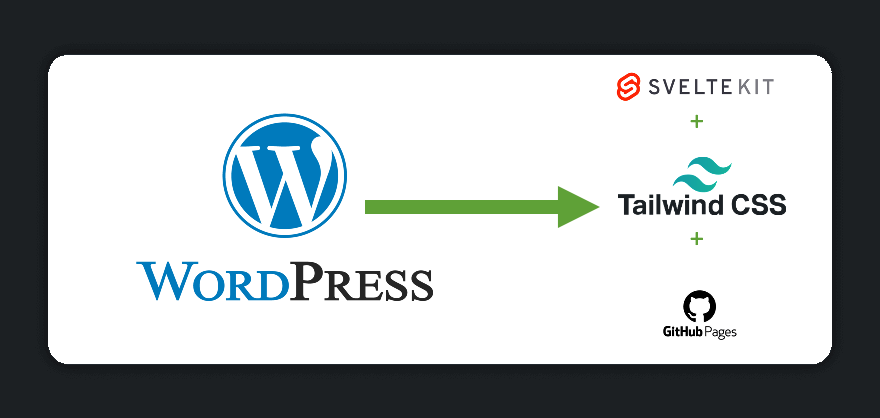 WORDPRESS
SVELTEKIT
+
Tailwind CSS
+
GitHub Pages